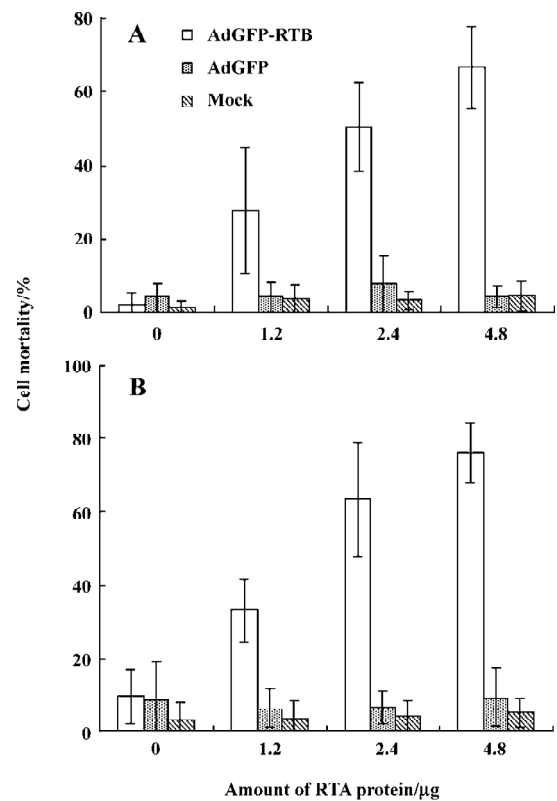 80
A
AdGFP-RTB
AdGFP
Mock
60
40
20
0
0 1.2 2.4 4.8
Cell mortality/%
100
B
80
60
40
20
0
0 1.2 2.4 4.8
Amount of RTA protein/μg